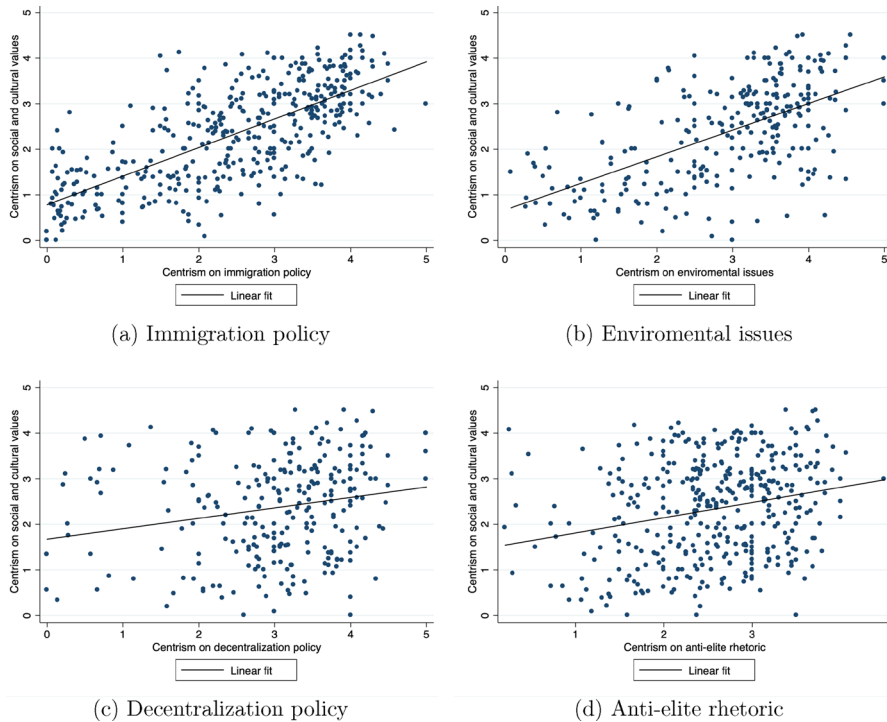 Centrism on social and cultural values
5
4
3
2
1
0
0 1 2 3 4 5
Centrism on immigration policy
Linear fit
(a) Immigration policy
Centrism on social and cultural values
5
4
3
2
1
0
0 1 2 3 4 5
Centrism on enviromental issues
Linear fit
(b) Enviromental issues
Centrism on social and cultural values
5
4
3
2
1
0
0 1 2 3 4 5
Centrism on decentralization policy
Linear fit
(c) Decentralization policy
Centrism on social and cultural values
5
4
3
2
1
0
1 2 3
Centrism on anti-elite rhetoric
Linear fit
(d) Anti-elite rhetoric